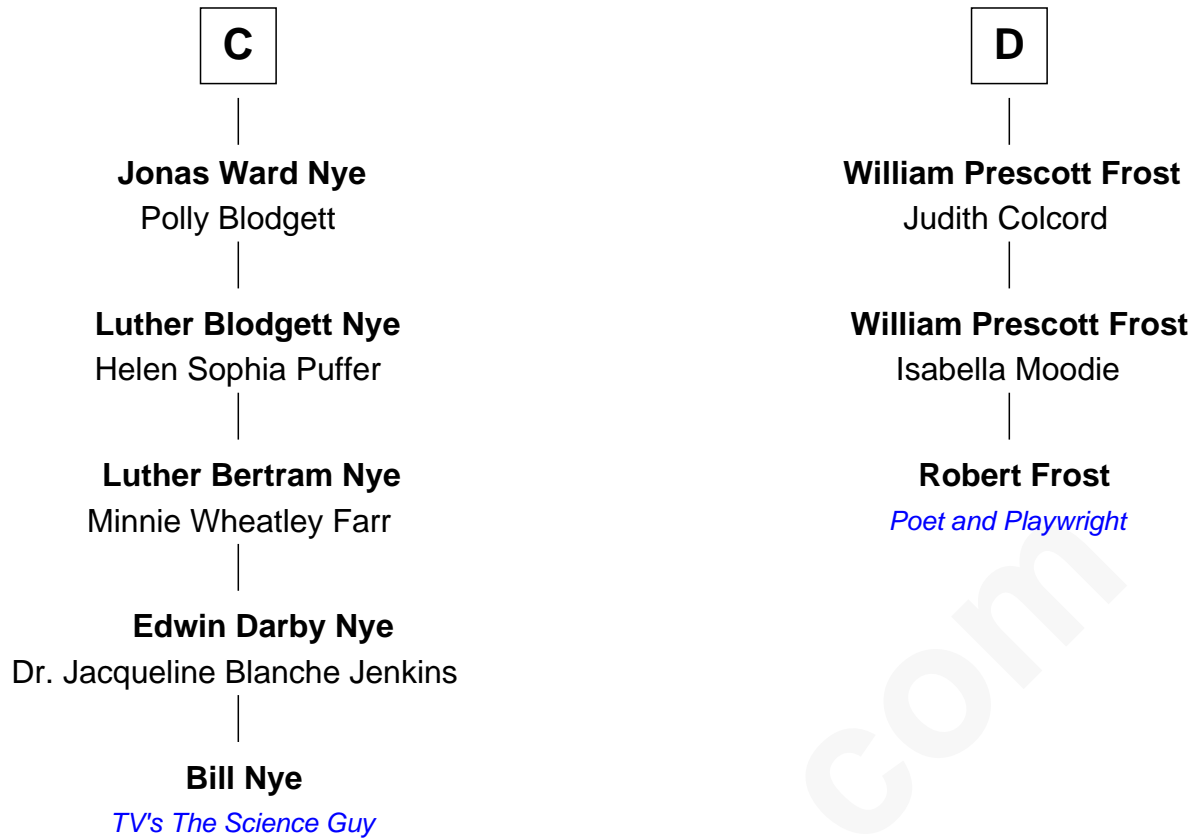 C
Jonas Ward Nye
Polly Blodgett
Luther Blodgett Nye
Helen Sophia Puffer
Luther Bertram Nye
Minnie Wheatley Farr
Edwin Darby Nye
Dr. Jacqueline Blanche Jenkins
Bill Nye
TV's The Science Guy
D
William Prescott Frost
Judith Colcord
William Prescott Frost
Isabella Moodie
Robert Frost
Poet and Playwright
com